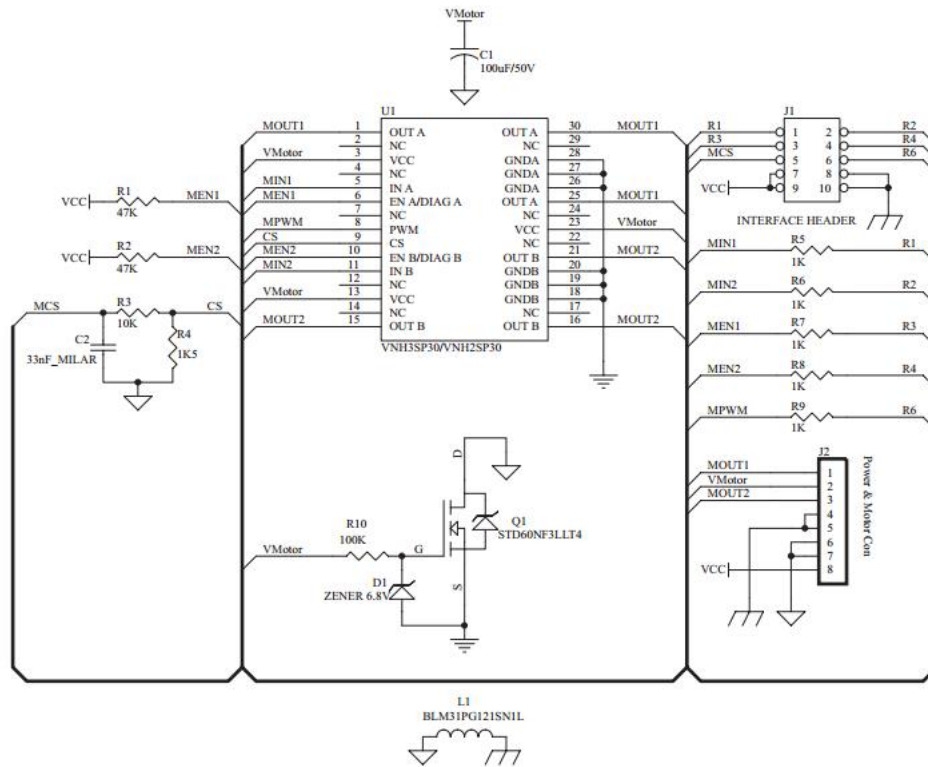 VMotor
C1
100uF/50V
U1
MOUT1 1 OUT A OUT A 30 MOUT1
2 NC NC 29
VMotor 3 VCC GNDA 28
4 NC GNDA 27
MIN1 5 IN A GNDA 26
MEN1 6 EN A/DIAG A OUT A 25 MOUT1
7 NC NC 24
MPWM 8 PWM VCC 23 VMotor
CS 9 CS NC 22
MEN2 10 EN B/DIAG B OUT B 21 MOUT2
MIN2 11 IN B GNDB 20
12 NC GNDB 19
VMotor 13 VCC GNDB 18
14 NC NC 17
MOUT2 15 OUT B OUT B 16 MOUT2
VNH3SP30/VNH2SP30
VCC R1 MEN1
47K
VCC R2 MEN2
47K
MCS R3 CS
10K
R4
1K5
C2
33nF_MILAR
J1
R1 1 2 R2
R3 3 4 R4
MCS 5 6 R6
7 8
VCC 9 10
INTERFACE HEADER
MIN1 R5 R1
1K
MIN2 R6 R2
1K
MEN1 R7 R3
1K
MEN2 R8 R4
1K
MPWM R9 R6
1K
J2
MOUT1 1
VMotor 2
MOUT2 3
4
5
6
7
VCC 8
Power & Motor Con
D
Q1
STD60NF3LLT4
R10
100K
VMotor G
D1
ZENER 6.8V
S
L1
BLM31PG121SN1L